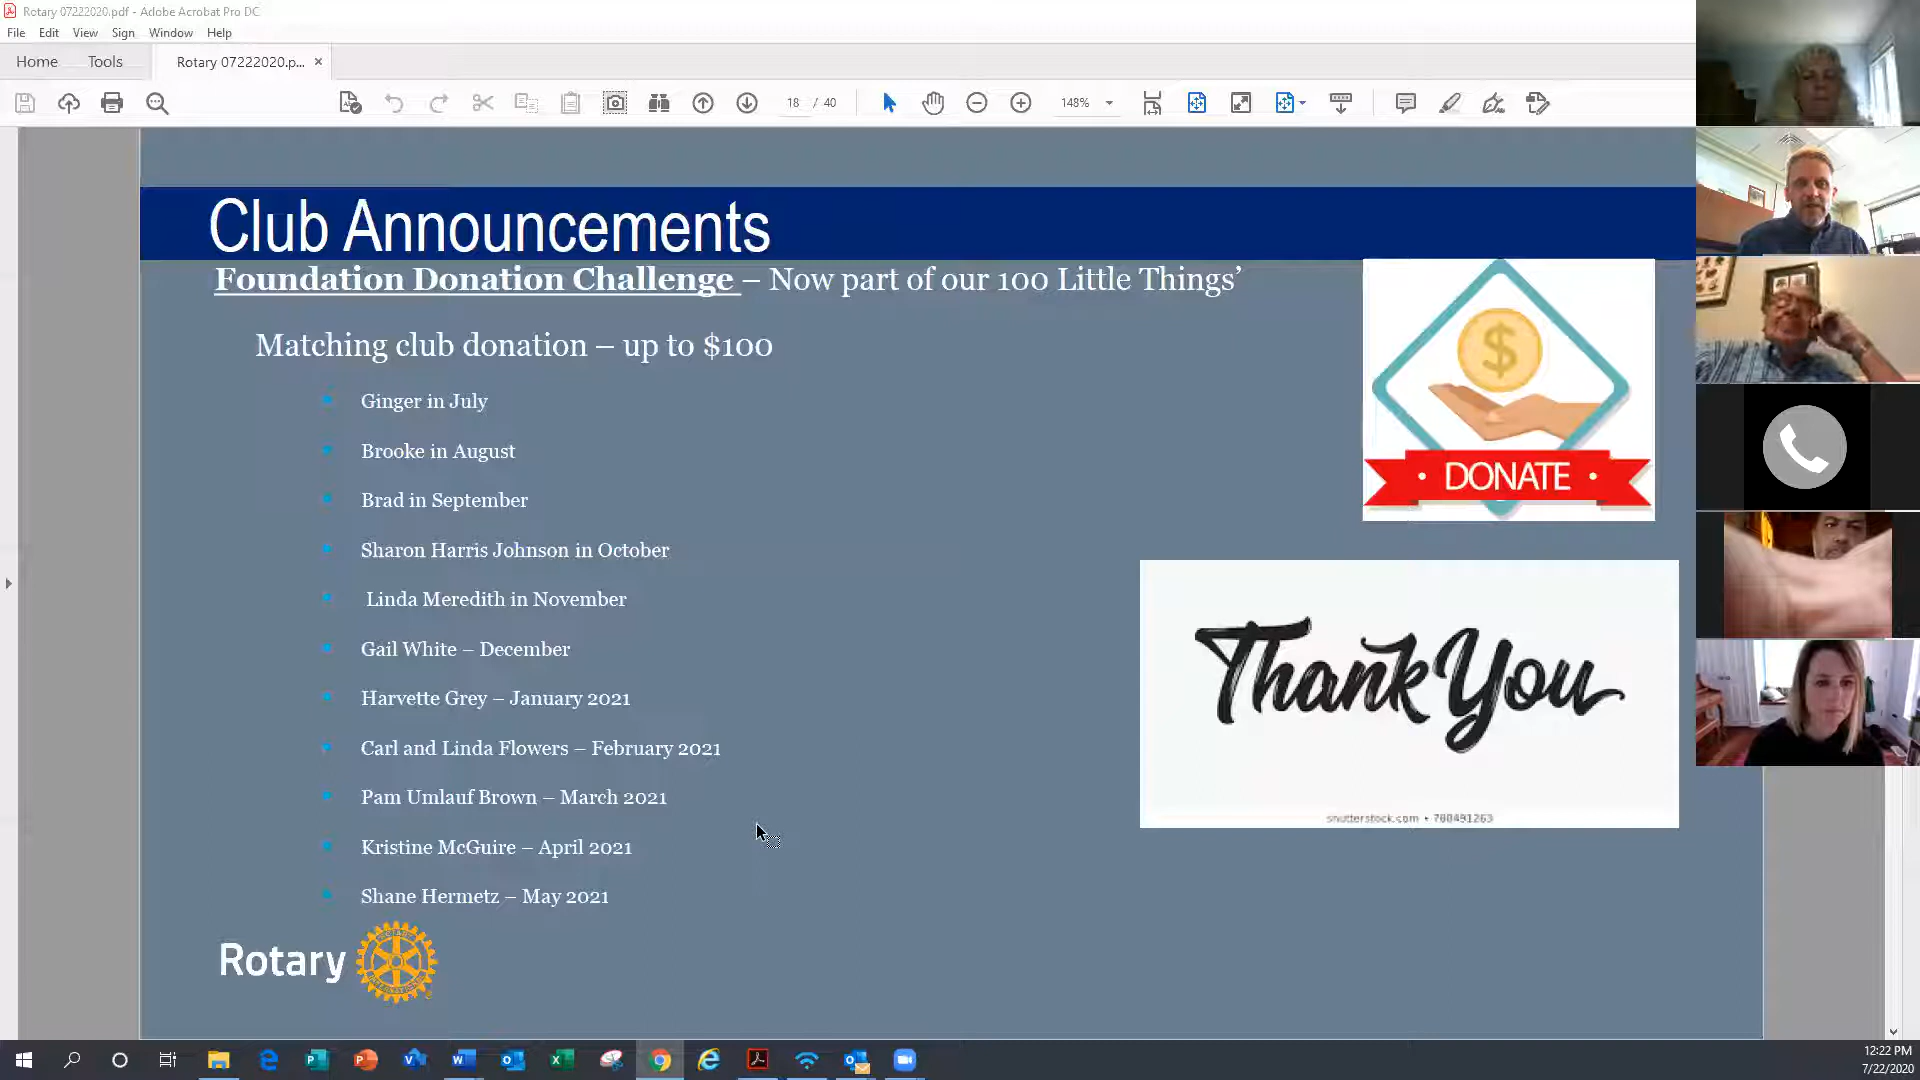 Rotary 07222020.pdf - Adobe Acrobat Pro DC
File Edit View Sign Window Help
Home Tools Rotary 07222020.p... ×
18 / 40 148%
Club Announcements
Foundation Donation Challenge – Now part of our 100 Little Things’
Matching club donation – up to $100
Ginger in July
Brooke in August
Brad in September
Sharon Harris Johnson in October
Linda Meredith in November
Gail White – December
Harvette Grey – January 2021
Carl and Linda Flowers – February 2021
Pam Umlauf Brown – March 2021
Kristine McGuire – April 2021
Shane Hermetz – May 2021
$
• DONATE •
Thank You
shutterstock.com • 780491263
Rotary
12:22 PM
7/22/2020